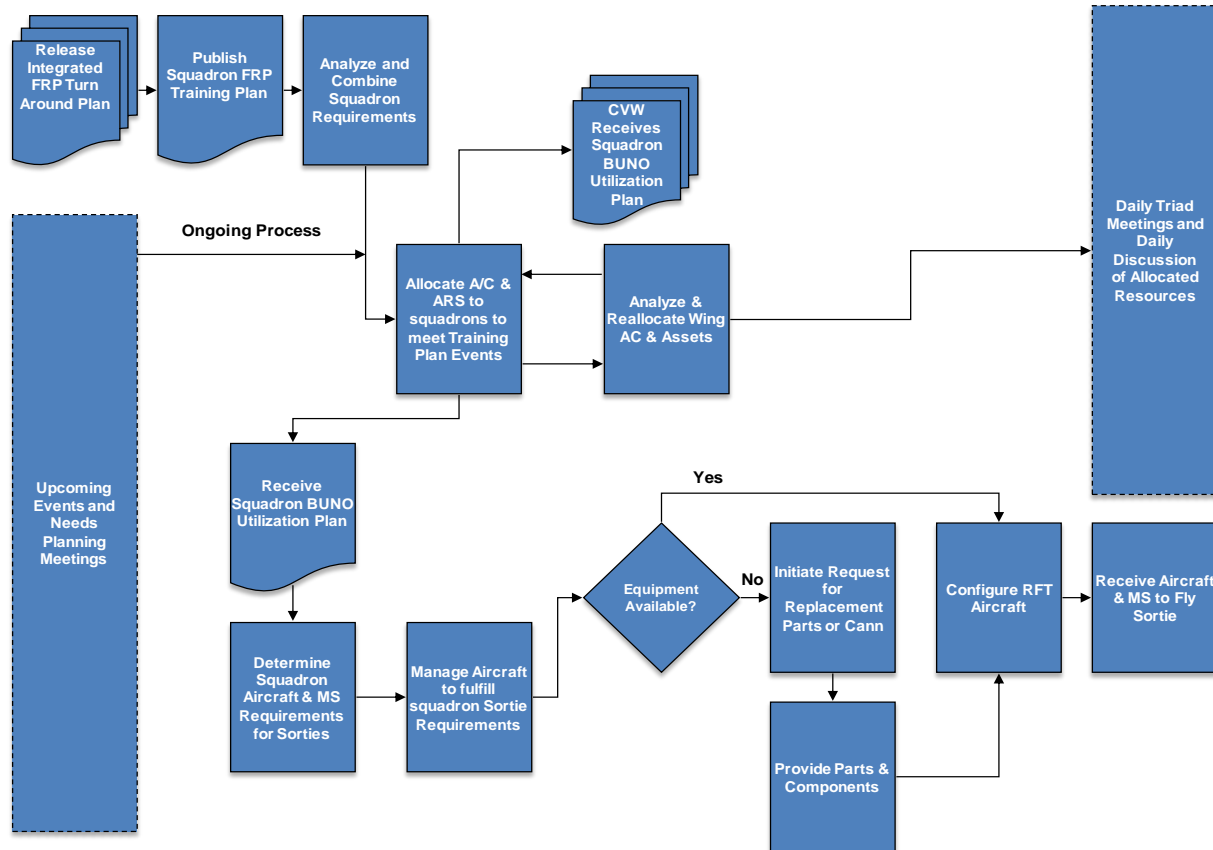 Release
Integrated
FRP Turn
Around Plan
Publish
Squadron FRP
Training Plan
Analyze and
Combine
Squadron
Requirements
CVW
Receives
Squadron
BUNO
Utilization
Plan
Daily Triad
Meetings and
Daily
Discussion
of Allocated
Resources
Ongoing Process
Allocate A/C &
ARS to
squadrons to
meet Training
Plan Events
Analyze &
Reallocate Wing
AC & Assets
Upcoming
Events and
Needs
Planning
Meetings
Receive
Squadron BUNO
Utilization Plan
Yes
Equipment
Available?
No
Initiate Request
for
Replacement
Parts or Cann
Configure RFT
Aircraft
Receive Aircraft
& MS to Fly
Sortie
Determine
Squadron
Aircraft & MS
Requirements
for Sorties
Manage Aircraft
to fulfill
squadron Sortie
Requirements
Provide Parts &
Components